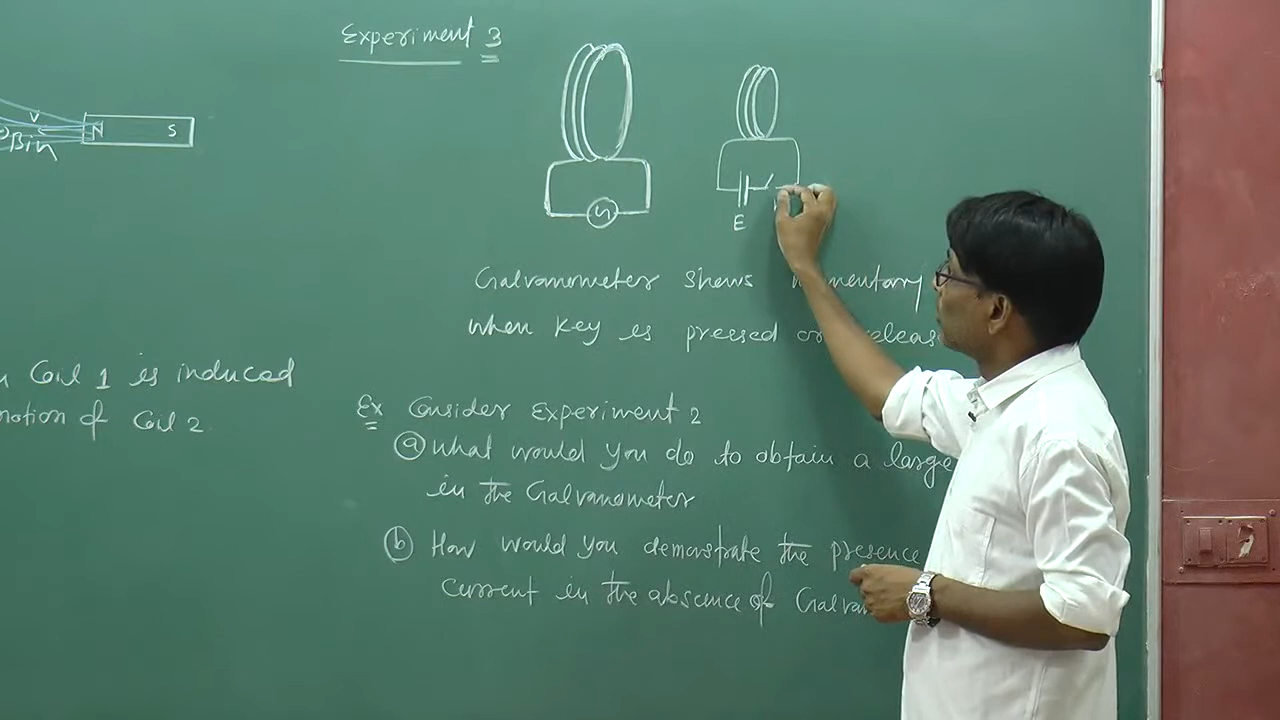 Experiment 3
N S
v
Bin
G
E
Galvanometer shows momentary
when key is pressed or releas
Coil 1 is induced
motion of Coil 2
Ex Consider Experiment 2
(a) What would you do to obtain a large
in the Galvanometer
(b) How would you demonstrate the presence
current in the absence of Galva